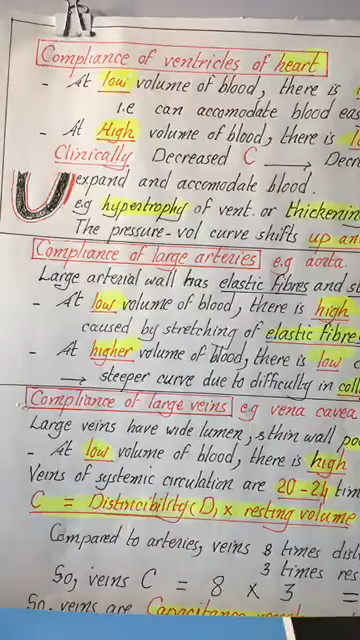 Compliance of ventricles of heart
- At low volume of blood, there is
i.e can accomodate blood eas
- At High volume of blood, there is
Clinically Decreased C → Decr
expand and accomodate blood.
eg hypertrophy of vent. or thickenin
The pressure-vol curve shifts up an
Compliance of large arteries e.g aorta.
Large arterial wall has elastic Fibres and st
- At low volume of blood, there is high
caused by stretching of elastic Fibre
- At higher volume of blood, there is low
→ steeper curve due to difficulty in coll
Compliance of large veins e.g vena cavea
Large veins have wide lumen, sthin wall po
- At low volume of blood, there is high
Veins of systemic circulation are 20-24 tim
C = Distincibility(D) x resting volume
Compared to arteries, veins 8 times dist
3 times res
So, veins C = 8 x 3 =
So, veins are Capacitance